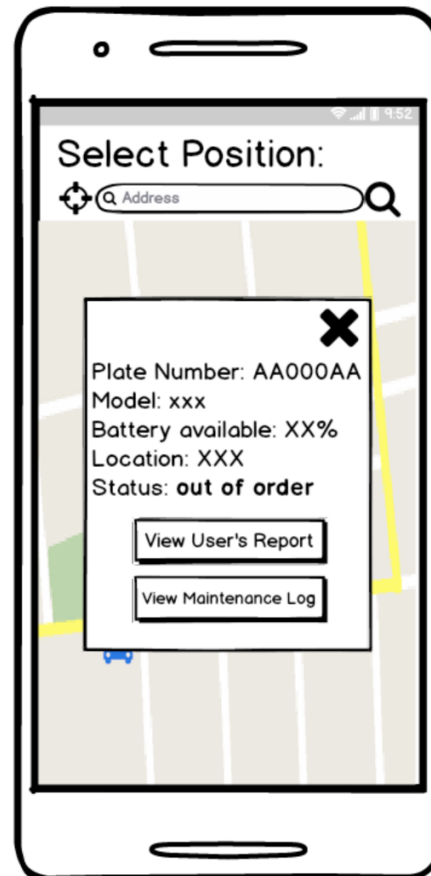 9:52
Select Position:
Address
Plate Number: AA000AA
Model: xxx
Battery available: XX%
Location: XXX
Status: out of order
View User's Report
View Maintenance Log